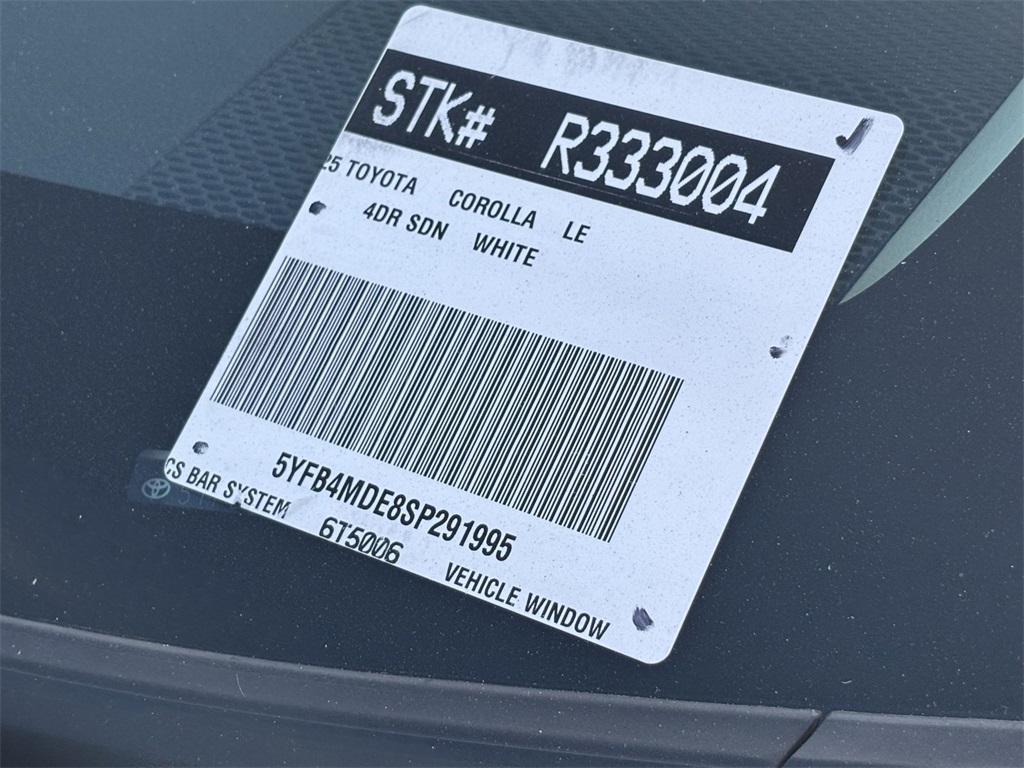 STK# R333004
25 TOYOTA COROLLA LE
4DR SDN WHITE
5YFB4MDE8SP291995
CS BAR SYSTEM 6T5006 VEHICLE WINDOW